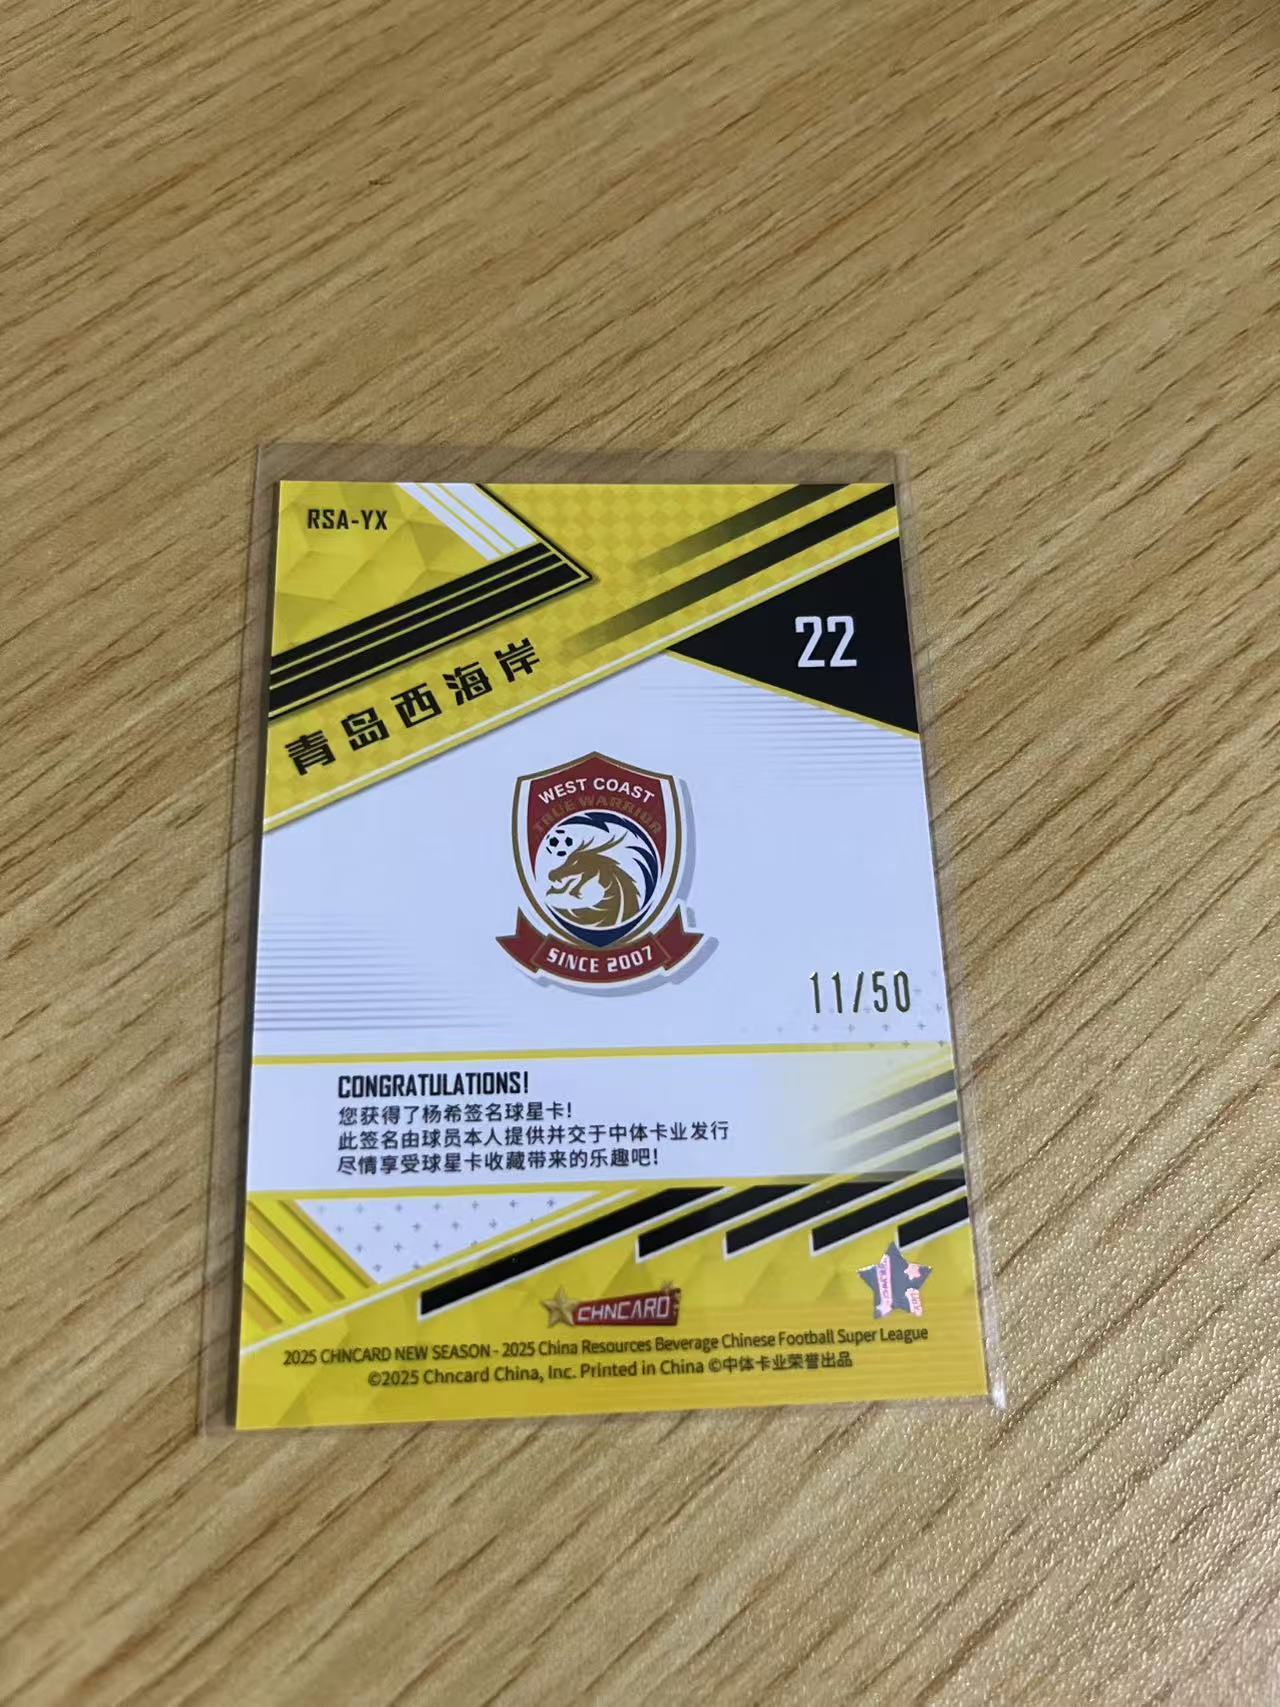 RSA-YX
22
青岛西海岸
WEST COAST
TRUE WARRIOR
SINCE 2007
11/50
CONGRATULATIONS!
您获得了杨希签名球星卡!
此签名由球员本人提供并交于中体卡业发行
尽情享受球星卡收藏带来的乐趣吧!
CHNCARD
2025 CHNCARD NEW SEASON - 2025 China Resources Beverage Chinese Football Super League
©2025 Chncard China, Inc. Printed in China ©中体卡业荣誉出品